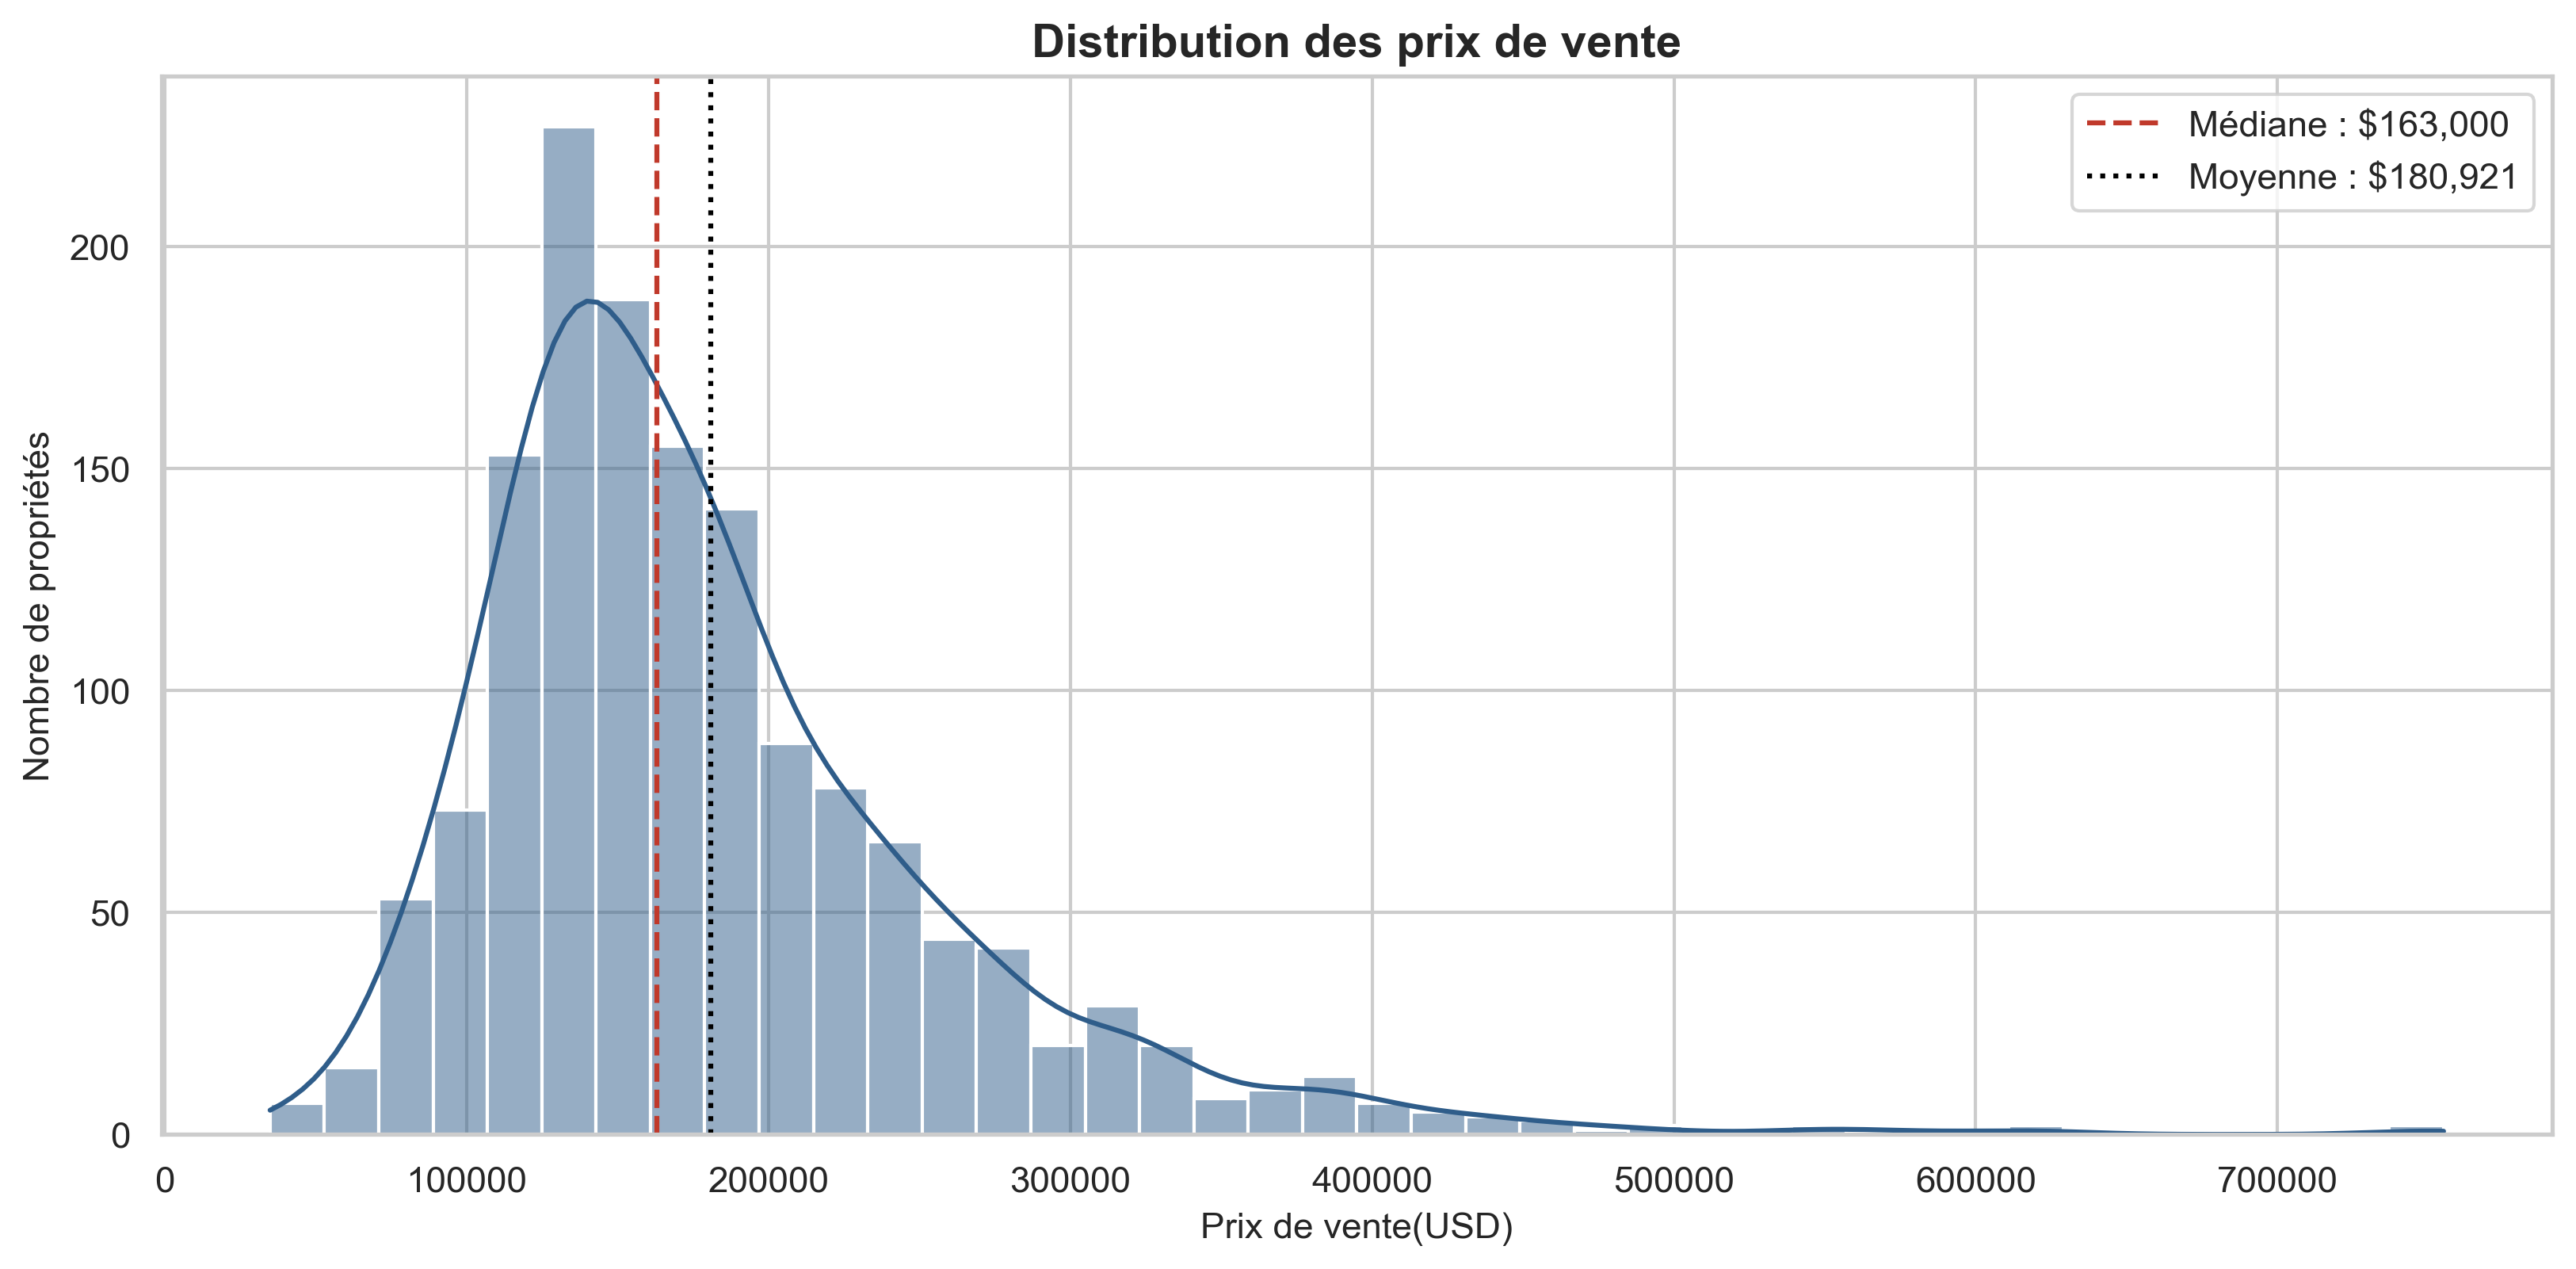 Distribution des prix de vente
Médiane : $163,000
Moyenne : $180,921
Nombre de propriétés
200
150
100
50
0
0 100000 200000 300000 400000 500000 600000 700000
Prix de vente(USD)